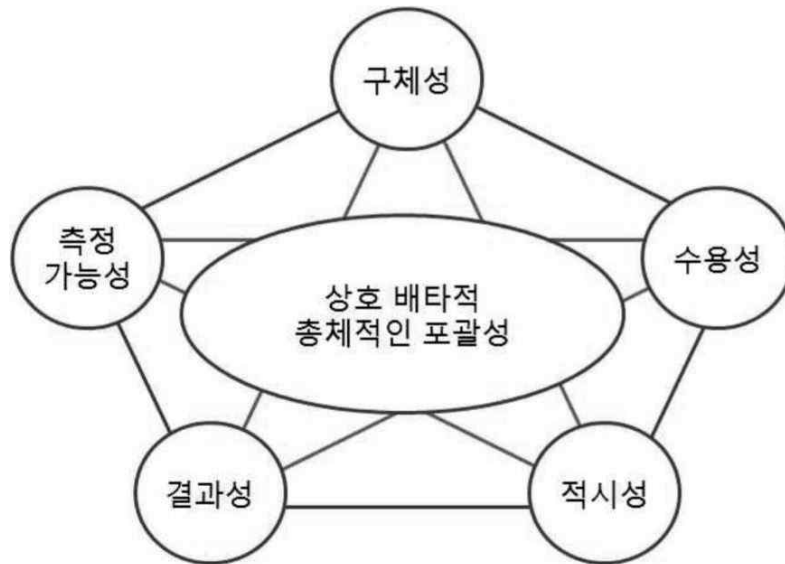 구체성
측정
가능성
수용성
상호 배타적
총체적인 포괄성
결과성
적시성